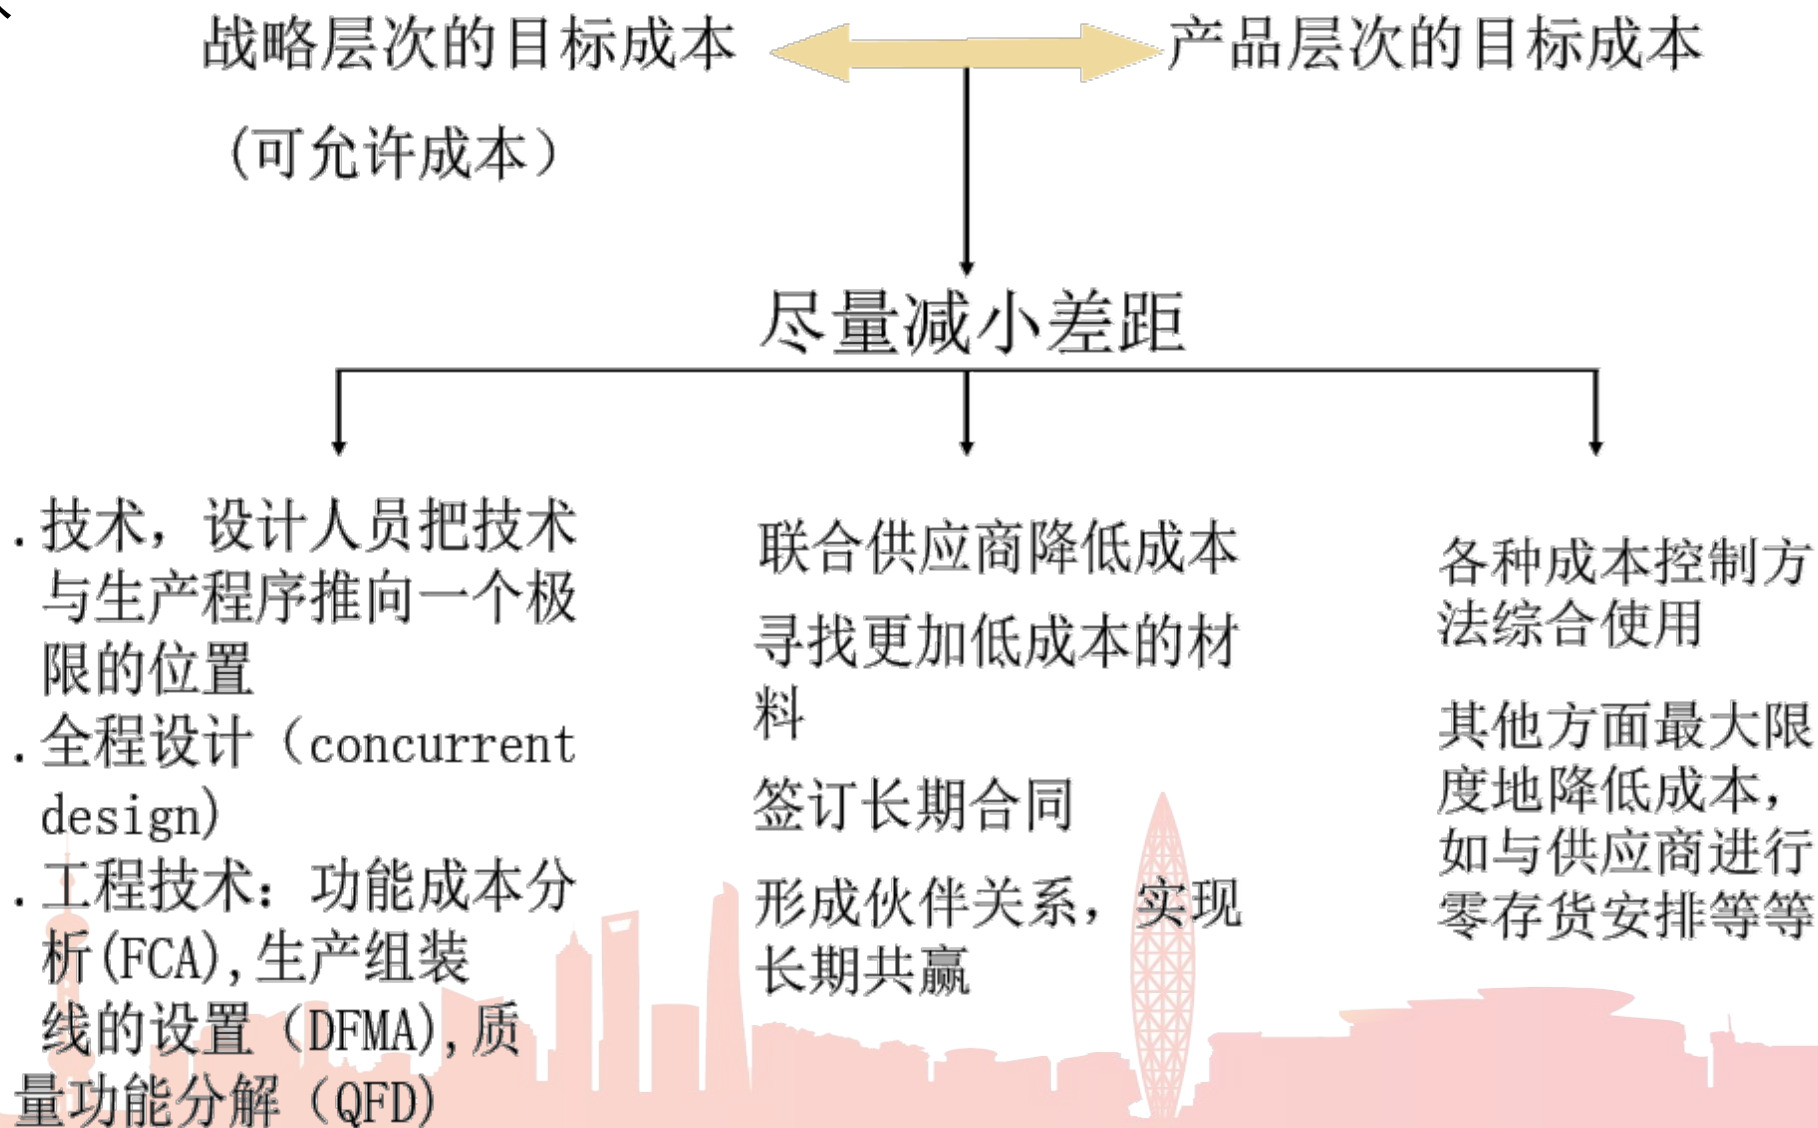 战略层次的目标成本
产品层次的目标成本
(可允许成本）
尽量减小差距
.技术，设计人员把技术
与生产程序推向一个极
限的位置
.全程设计（concurrent
design)
.工程技术：功能成本分
析(FCA),生产组装
线的设置（DFMA),质
量功能分解（QFD)
联合供应商降低成本
寻找更加低成本的材
料
签订长期合同
形成伙伴关系，实现
长期共赢
各种成本控制方
法综合使用
其他方面最大限
度地降低成本，
如与供应商进行
零存货安排等等